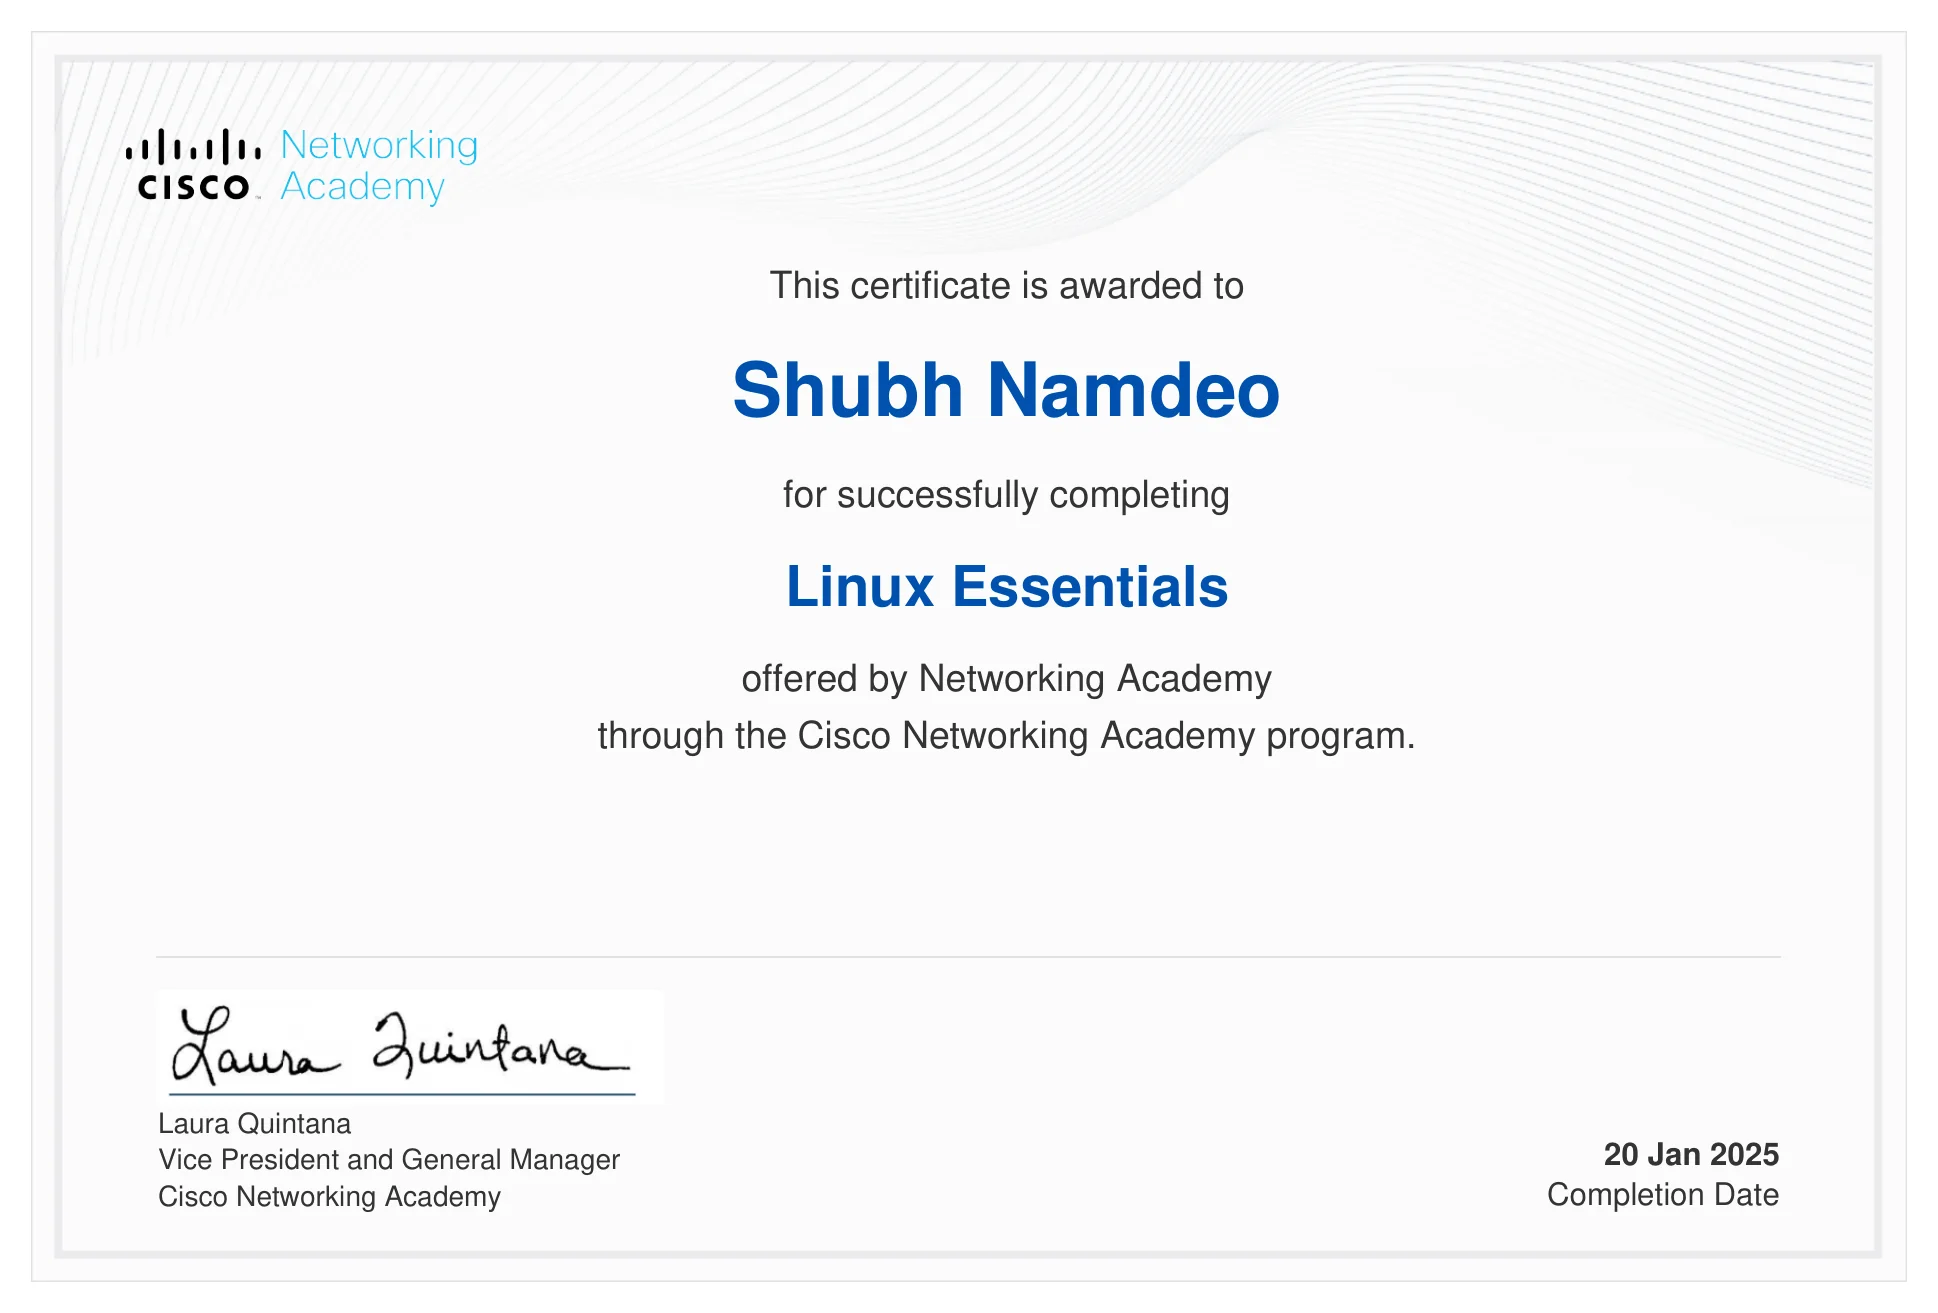 CISCO Networking
Academy
This certificate is awarded to
Shubh Namdeo
for successfully completing
Linux Essentials
offered by Networking Academy
through the Cisco Networking Academy program.
Laura Quintana
Laura Quintana
Vice President and General Manager
Cisco Networking Academy
20 Jan 2025
Completion Date